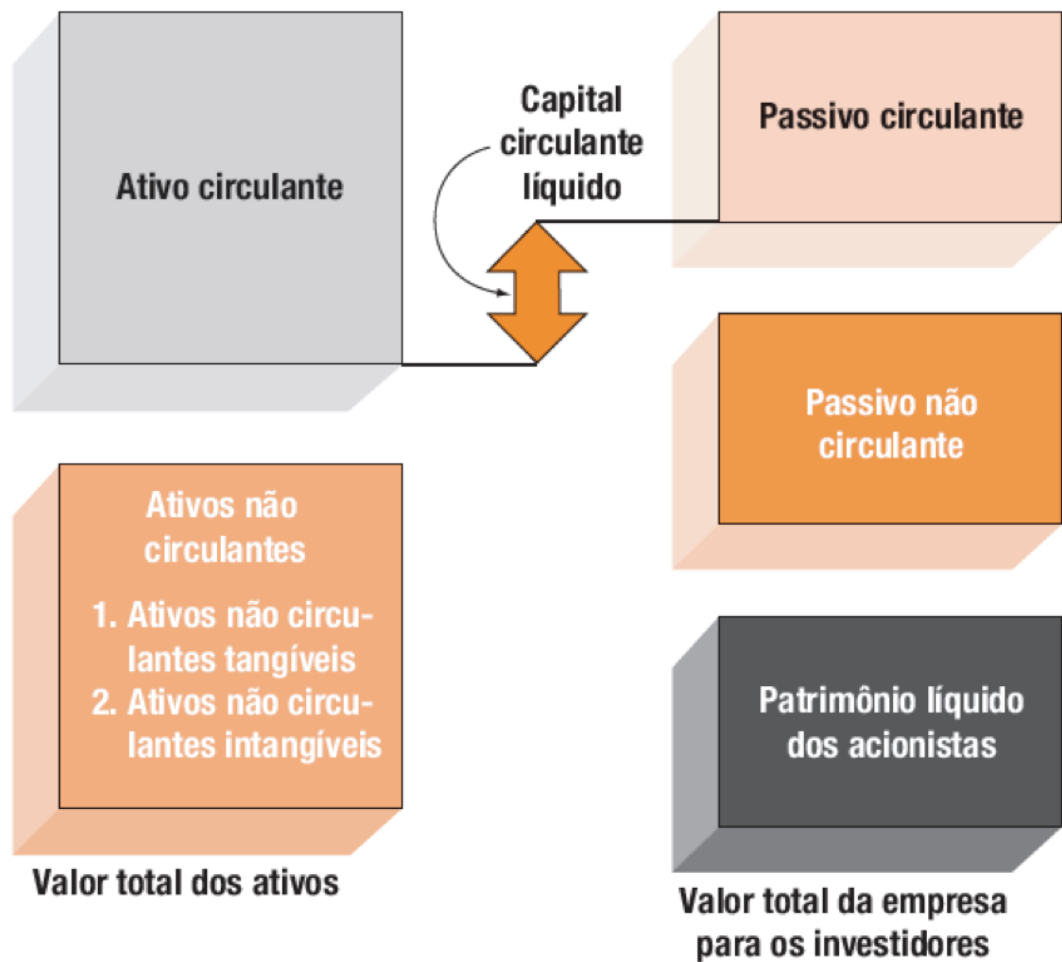 Ativo circulante
Capital
circulante
líquido
Passivo circulante
Passivo não
circulante
Ativos não
circulantes
1. Ativos não circu-
lantes tangíveis
2. Ativos não circu-
lantes intangíveis
Patrimônio líquido
dos acionistas
Valor total dos ativos
Valor total da empresa
para os investidores